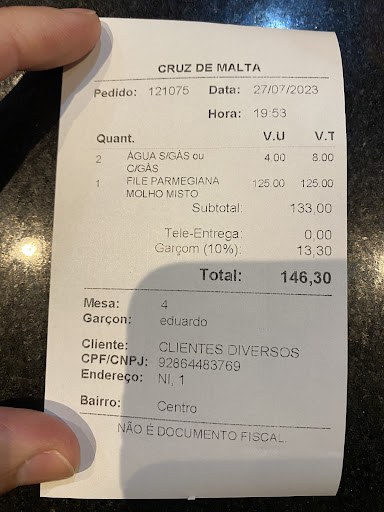 CRUZ DE MALTA
Pedido: 121075 Data: 27/07/2023
Hora: 19:53
Quant. V.U V.T
2 ÁGUA S/GÁS ou 4.00 8.00
C/GÁS
1 FILE PARMEGIANA 125.00 125.00
MOLHO MISTO
Subtotal: 133,00
Tele-Entrega: 0,00
Garçom (10%): 13,30
Total: 146,30
Mesa: 4
Garçon: eduardo
Cliente: CLIENTES DIVERSOS
CPF/CNPJ: 92864483769
Endereço: NI, 1
Bairro: Centro
NÃO É DOCUMENTO FISCAL